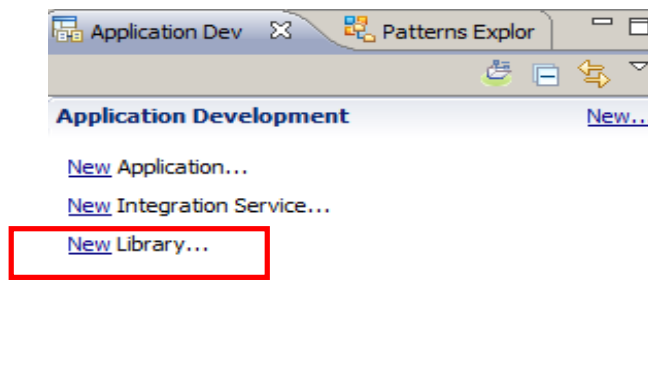 Application Dev Patterns Explor
Application Development New...
New Application...
New Integration Service...
New Library...